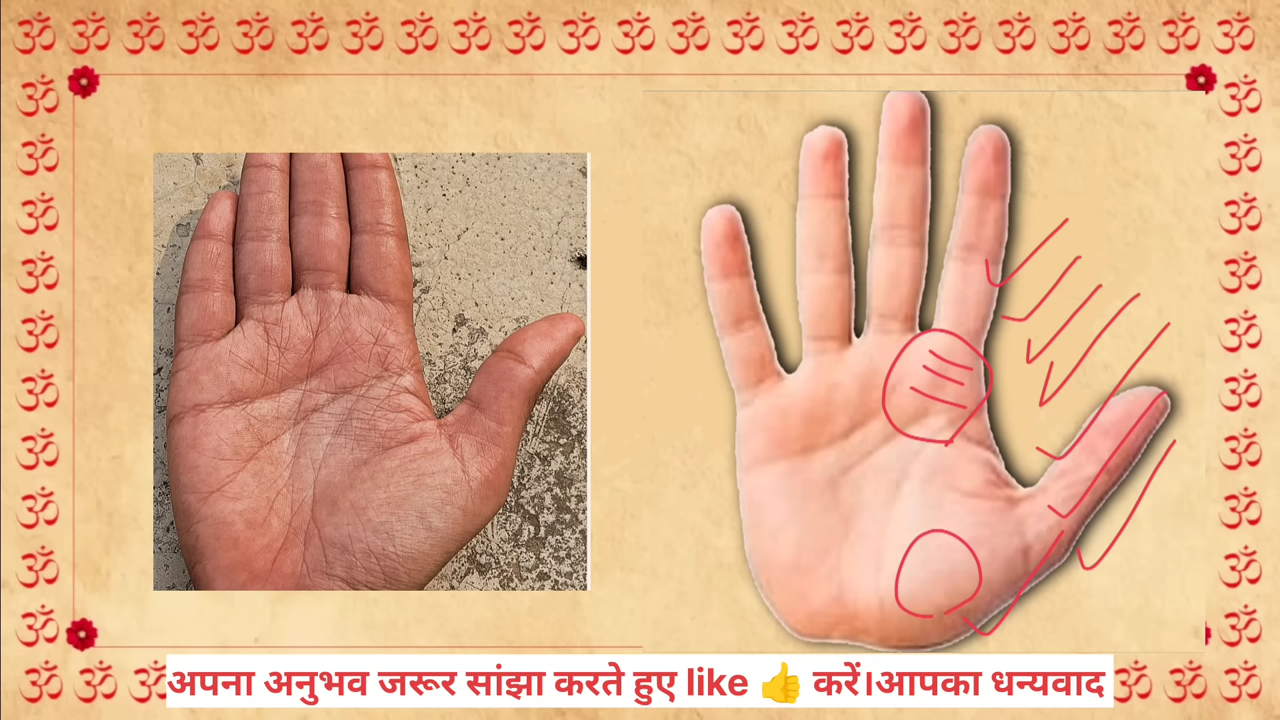 अपना अनुभव जरूर सांझा करते हुए like 👍 करें।आपका धन्यवाद